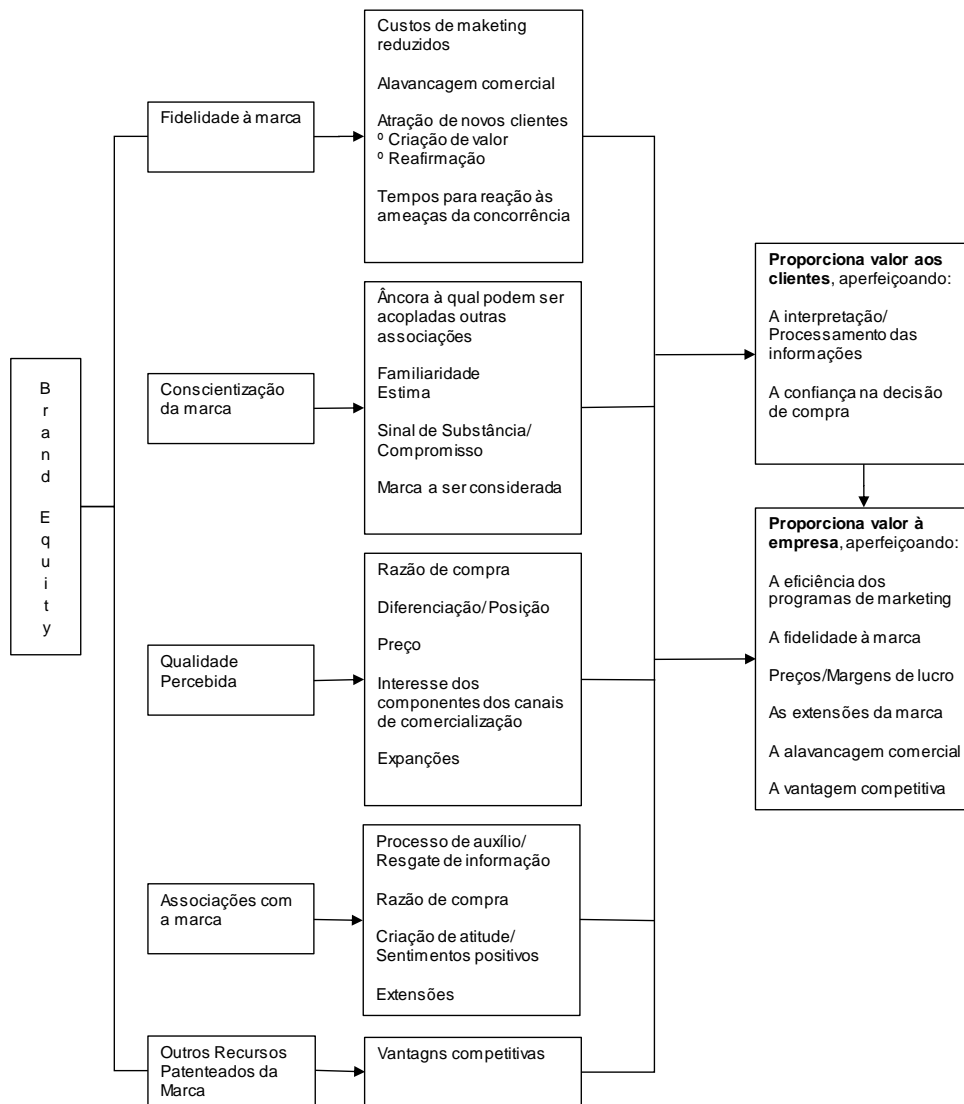 Brand Equity
Fidelidade à marca
Custos de maketing
reduzidos
Alavancagem comercial
Atração de novos clientes
º Criação de valor
º Reafirmação
Tempos para reação às
ameaças da concorrência
Conscientização
da marca
Âncora à qual podem ser
acopladas outras
associações
Familiaridade
Estima
Sinal de Substância/
Compromisso
Marca a ser considerada
Qualidade
Percebida
Razão de compra
Diferenciação/Posição
Preço
Interesse dos
componentes dos canais
de comercialização
Expanções
Associações com
a marca
Processo de auxílio/
Resgate de informação
Razão de compra
Criação de atitude/
Sentimentos positivos
Extensões
Outros Recursos
Patenteados da
Marca
Vantagns competitivas
Proporciona valor aos
clientes, aperfeiçoando:
A interpretação/
Processamento das
informações
A confiança na decisão
de compra
Proporciona valor à
empresa, aperfeiçoando:
A eficiência dos
programas de marketing
A fidelidade à marca
Preços/Margens de lucro
As extensões da marca
A alavancagem comercial
A vantagem competitiva